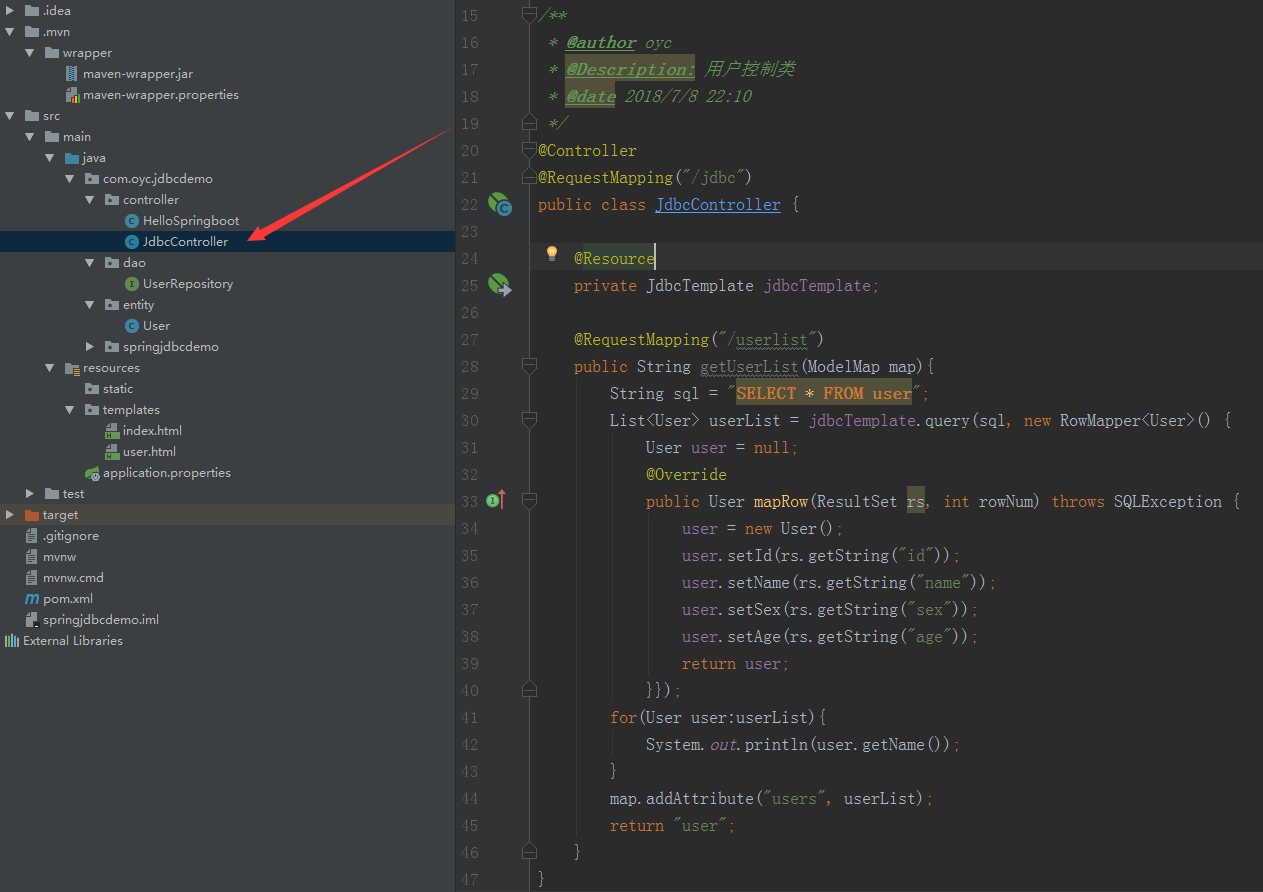 .idea
.mvn
wrapper
maven-wrapper.jar
maven-wrapper.properties
src
main
java
com.oyc.jdbcdemo
controller
HelloSpringboot
JdbcController
dao
UserRepository
entity
User
springjdbcdemo
resources
static
templates
index.html
user.html
application.properties
test
target
.gitignore
mvnw
mvnw.cmd
pom.xml
springjdbcdemo.iml
External Libraries
15 /**
16 * @author oyc
17 * @Description: 用户控制类
18 * @date 2018/7/8 22:10
19 */
20 @Controller
21 @RequestMapping("/jdbc")
22 public class JdbcController {
23
24 @Resource
25 private JdbcTemplate jdbcTemplate;
26
27 @RequestMapping("/userlist")
28 public String getUserList(ModelMap map){
29 String sql = "SELECT * FROM user";
30 List<User> userList = jdbcTemplate.query(sql, new RowMapper<User>() {
31 User user = null;
32 @Override
33 public User mapRow(ResultSet rs, int rowNum) throws SQLException {
34 user = new User();
35 user.setId(rs.getString("id"));
36 user.setName(rs.getString("name"));
37 user.setSex(rs.getString("sex"));
38 user.setAge(rs.getString("age"));
39 return user;
40 }});
41 for(User user:userList){
42 System.out.println(user.getName());
43 }
44 map.addAttribute("users", userList);
45 return "user";
46 }
47 }